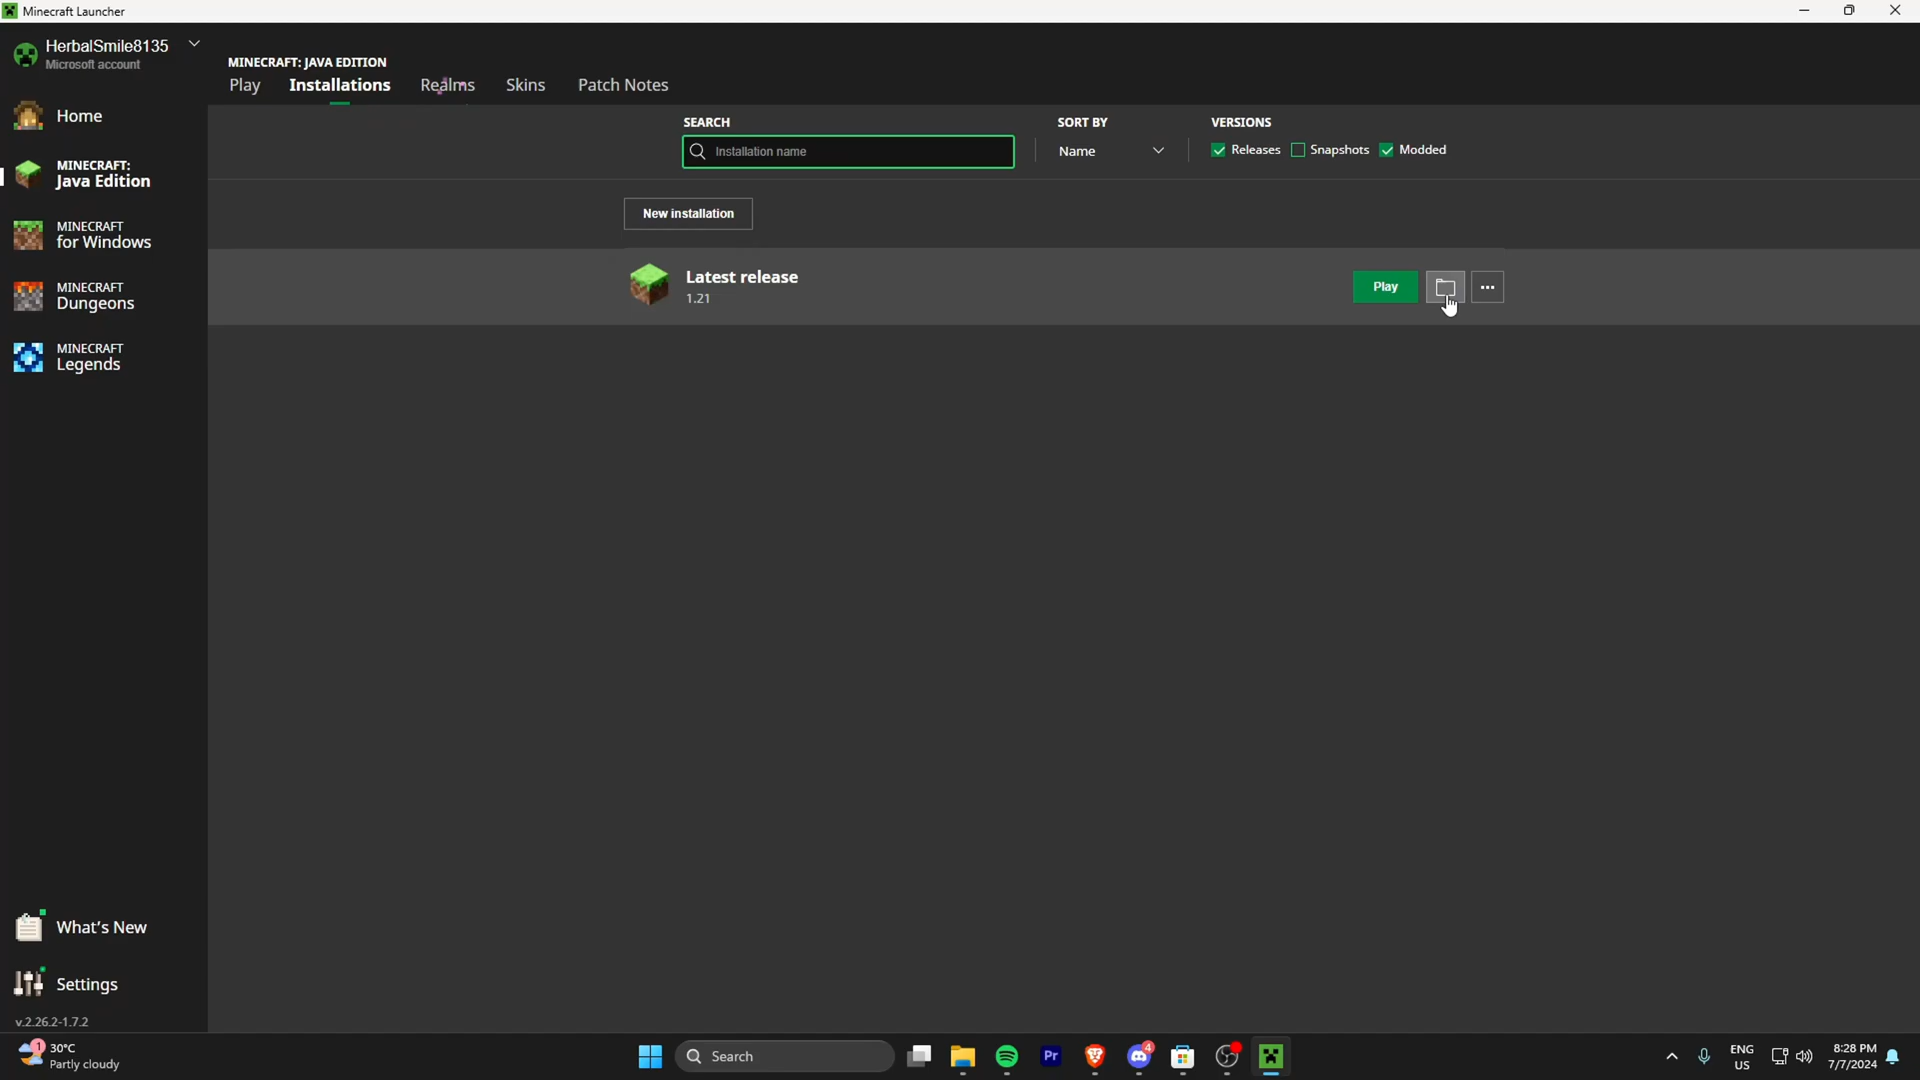 Minecraft Launcher
HerbalSmile8135
Microsoft account
Home
MINECRAFT:
Java Edition
MINECRAFT
for Windows
MINECRAFT
Dungeons
MINECRAFT
Legends
What's New
Settings
v.2.26.2-1.7.2
MINECRAFT: JAVA EDITION
Play Installations Realms Skins Patch Notes
SEARCH SORT BY VERSIONS
Installation name Name Releases Snapshots Modded
New installation
Latest release
1.21
Play
1 30°C
Partly cloudy
Search
Pr
4
ENG
US
8:28 PM
7/7/2024